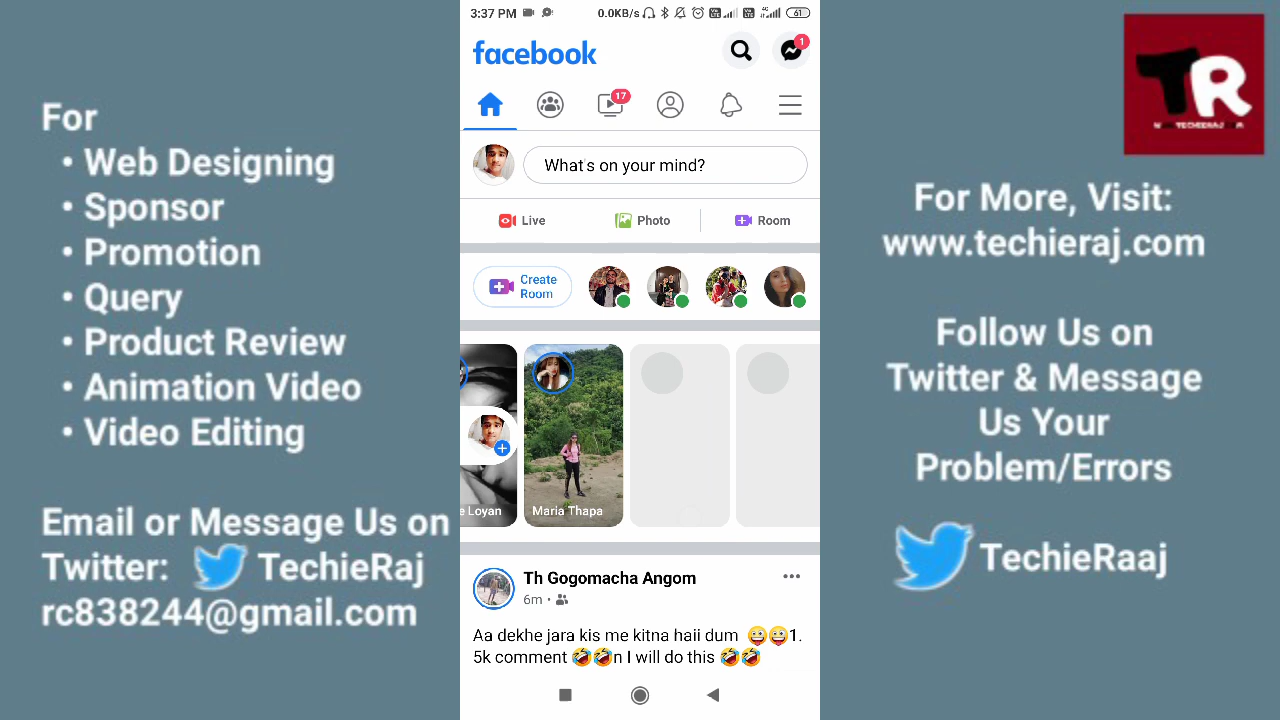 For
• Web Designing
• Sponsor
• Promotion
• Query
• Product Review
• Animation Video
• Video Editing
Email or Message Us on
Twitter: TechieRaj
rc838244@gmail.com
3:37 PM
0.0KB/s
4G
61
facebook
1
17
What's on your mind?
Live
Photo
Room
Create
Room
e Loyan
Maria Thapa
Th Gogomacha Angom
6m •
Aa dekhe jara kis me kitna haii dum 😀😀1.
5k comment 🤣🤣n I will do this 🤣🤣
TR
For More, Visit:
www.techieraj.com
Follow Us on
Twitter & Message
Us Your
Problem/Errors
TechieRaaj